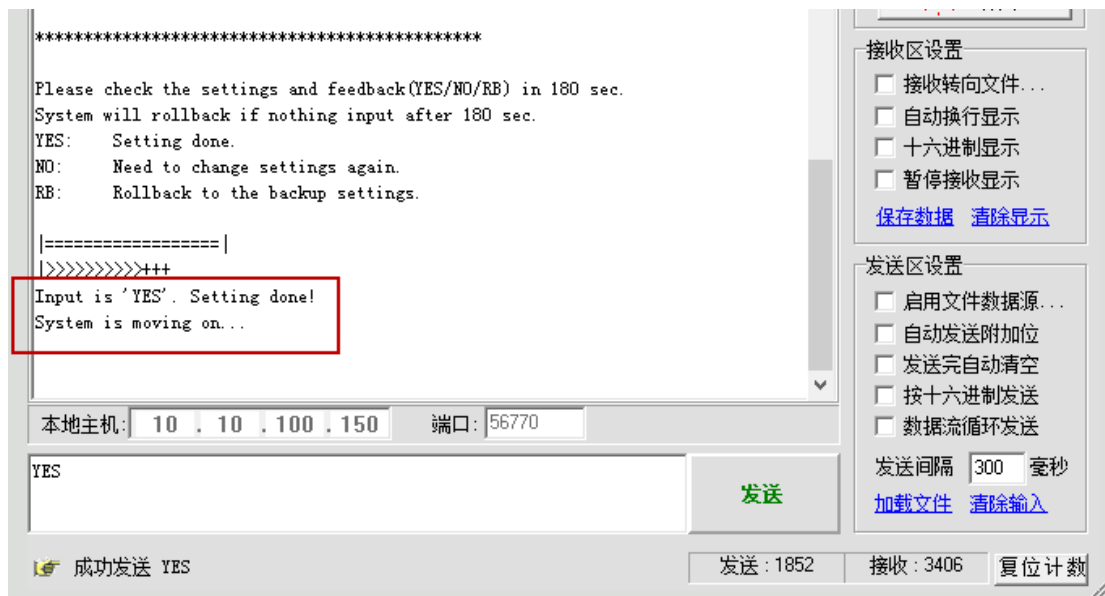 **********************************************
Please check the settings and feedback(YES/NO/RB) in 180 sec.
System will rollback if nothing input after 180 sec.
YES:    Setting done.
NO:     Need to change settings again.
RB:     Rollback to the backup settings.
|==================|
|>>>>>>>>>>+++
Input is 'YES'. Setting done!
System is moving on...
本地主机: 10 . 10 . 100 . 150 端口: 56770
YES
发送
成功发送 YES
发送 : 1852 接收 : 3406 复位计数
接收区设置
接收转向文件...
自动换行显示
十六进制显示
暂停接收显示
保存数据 清除显示
发送区设置
启用文件数据源...
自动发送附加位
发送完自动清空
按十六进制发送
数据流循环发送
发送间隔 300 毫秒
加载文件 清除输入